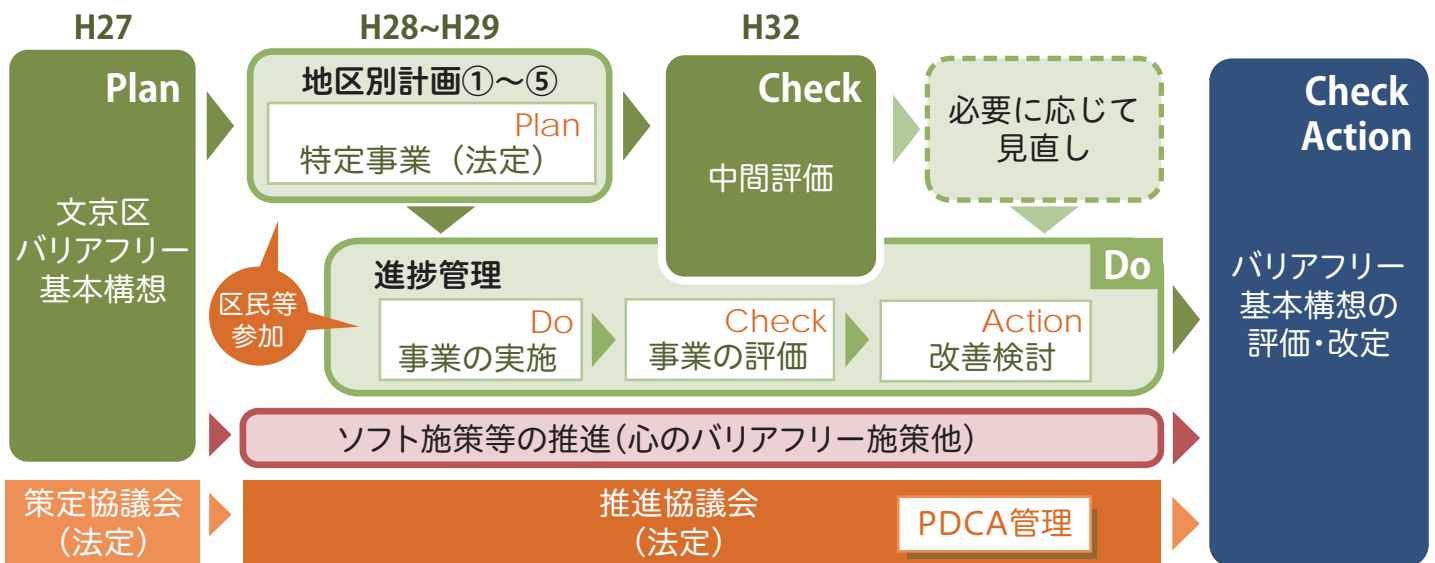 H27
H28~H29
H32
Plan
文京区
バリアフリー
基本構想
地区別計画①～⑤
Plan
特定事業（法定）
Check
中間評価
必要に応じて
見直し
Check
Action
バリアフリー
基本構想の
評価・改定
区民等
参加
進捗管理
Do
Do
事業の実施
Check
事業の評価
Action
改善検討
ソフト施策等の推進（心のバリアフリー施策他）
策定協議会
（法定）
推進協議会
（法定）
PDCA管理